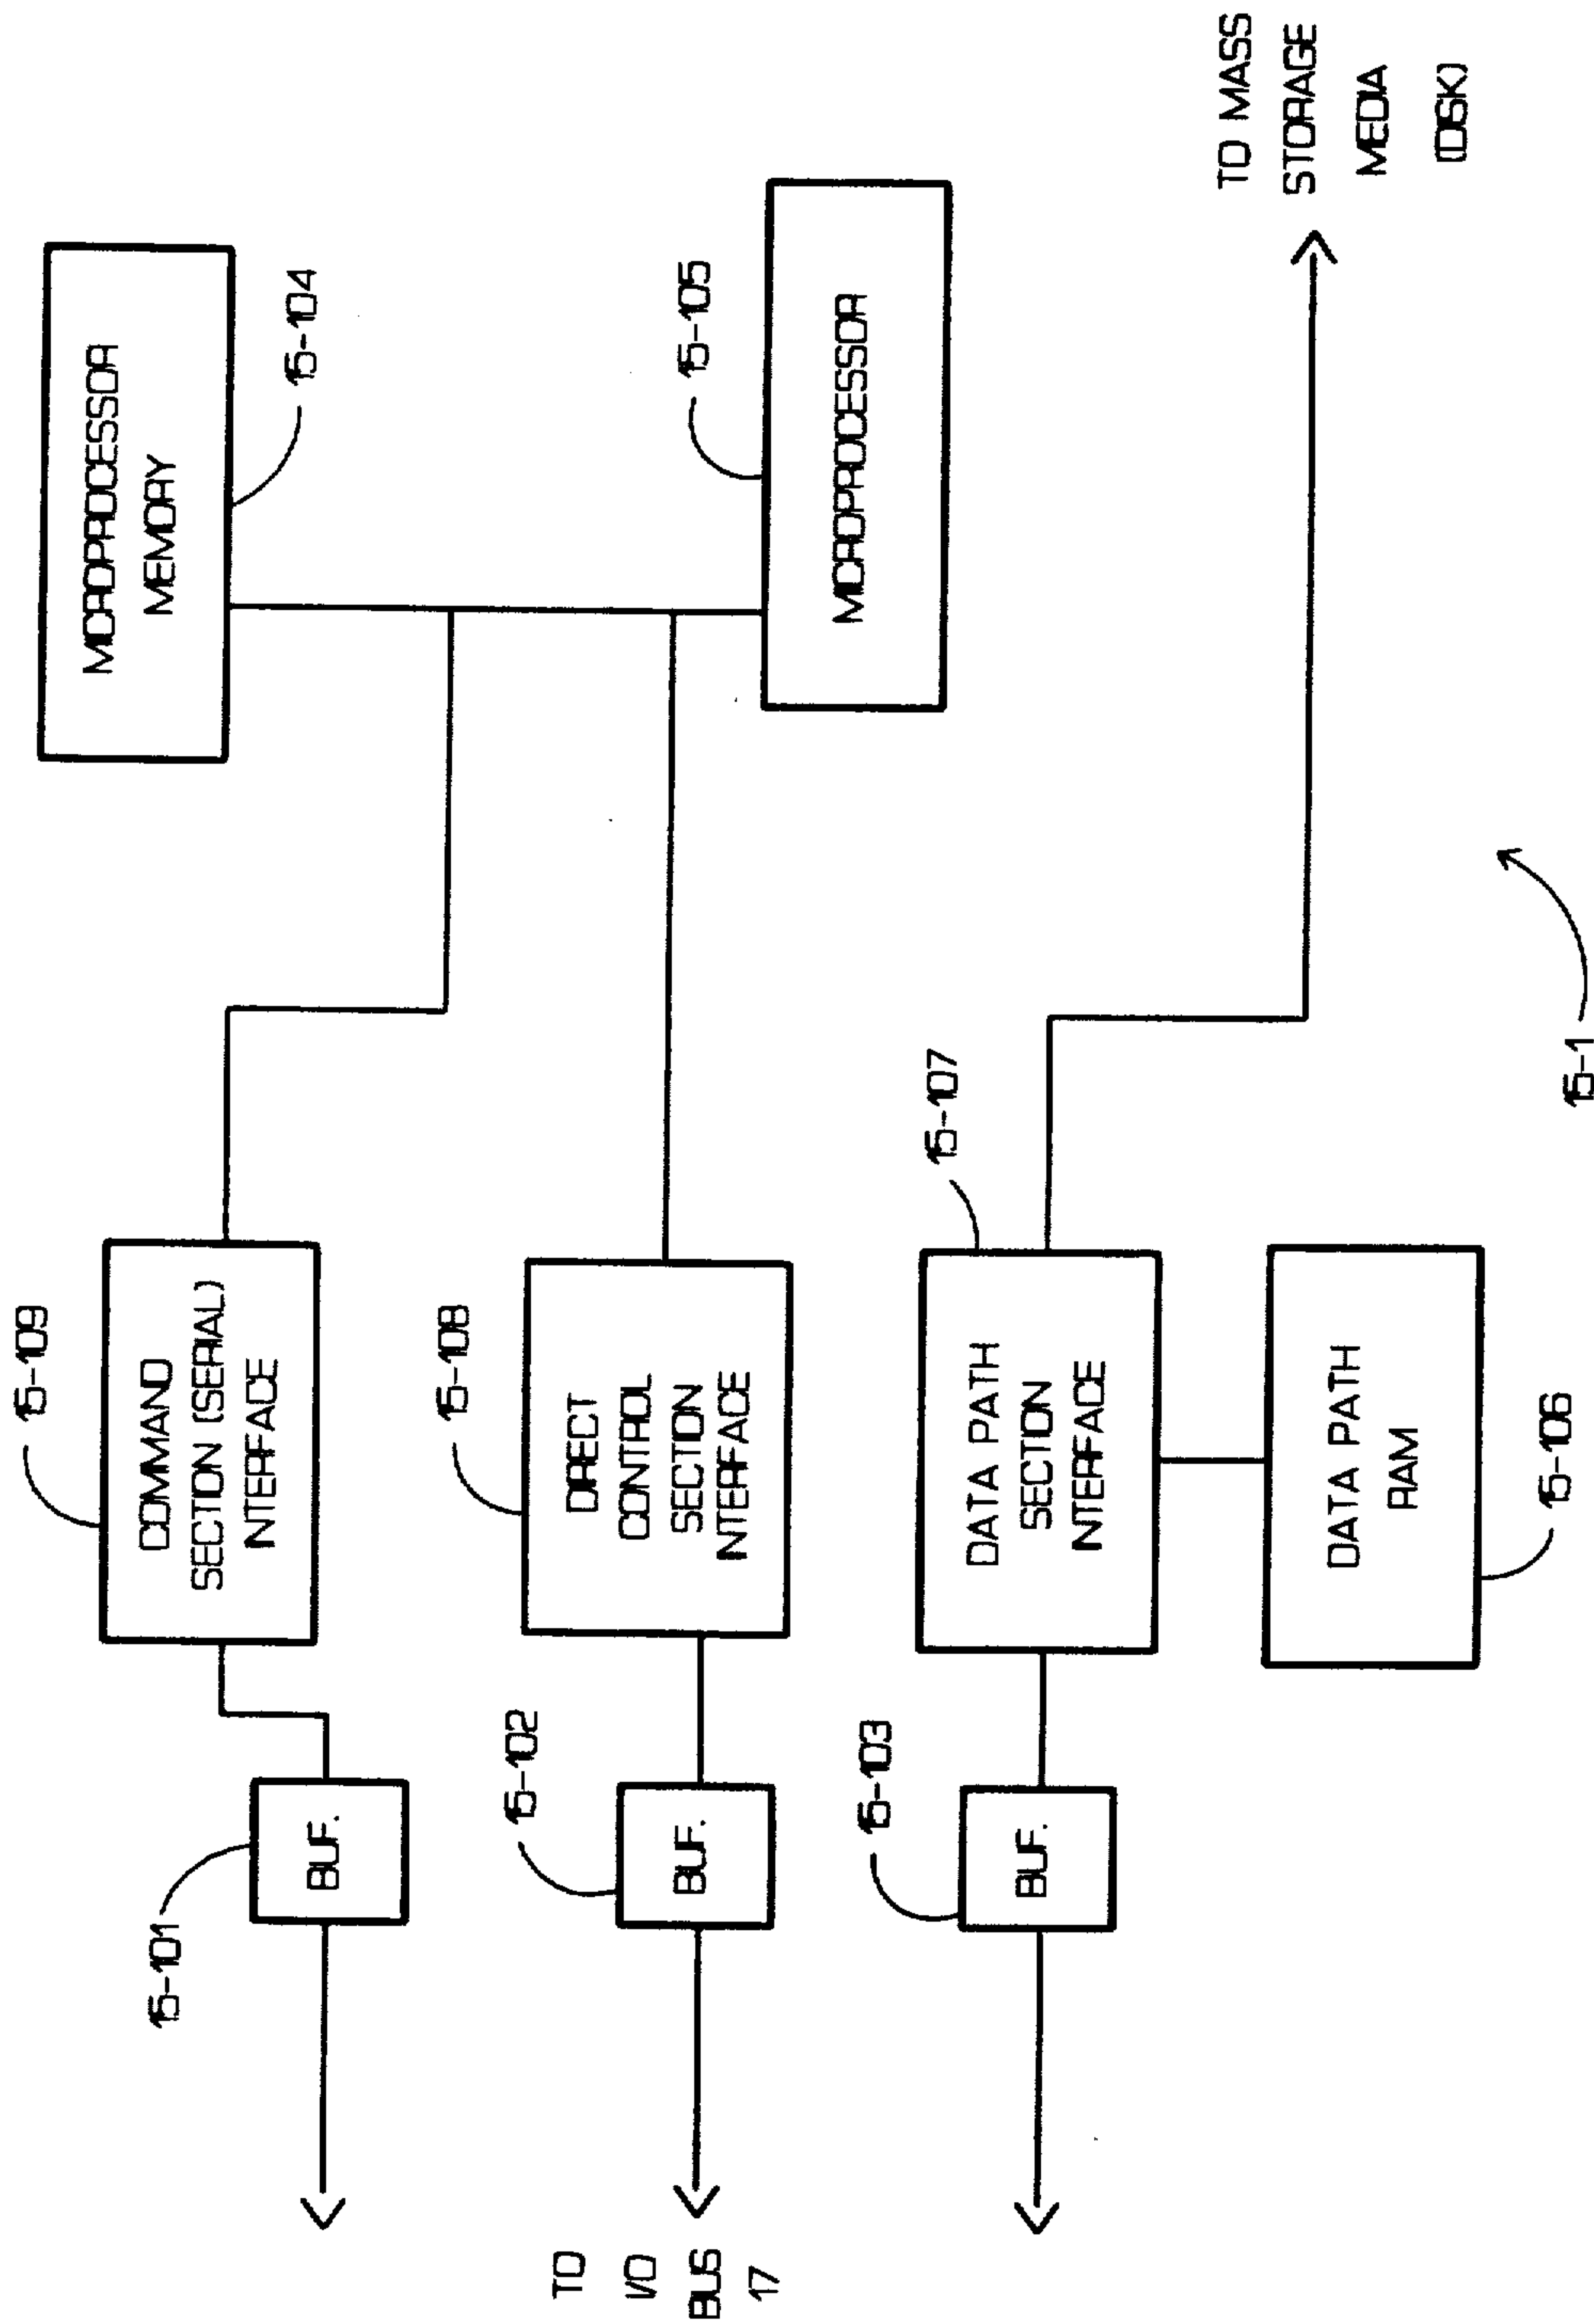 MICROPROCESSOR
MEMORY
15-104
15-105
MICROPROCESSOR
15-109
COMMAND
SECTION (SERIAL)
INTERFACE
15-101
BUF.
15-108
DIRECT
CONTROL
SECTION
INTERFACE
15-102
BUF.
TO
I/O
BUS
17
15-107
DATA PATH
SECTION
INTERFACE
15-103
BUF.
DATA PATH
RAM
15-106
TO MASS
STORAGE
MEDIA
(DISK)
15-1